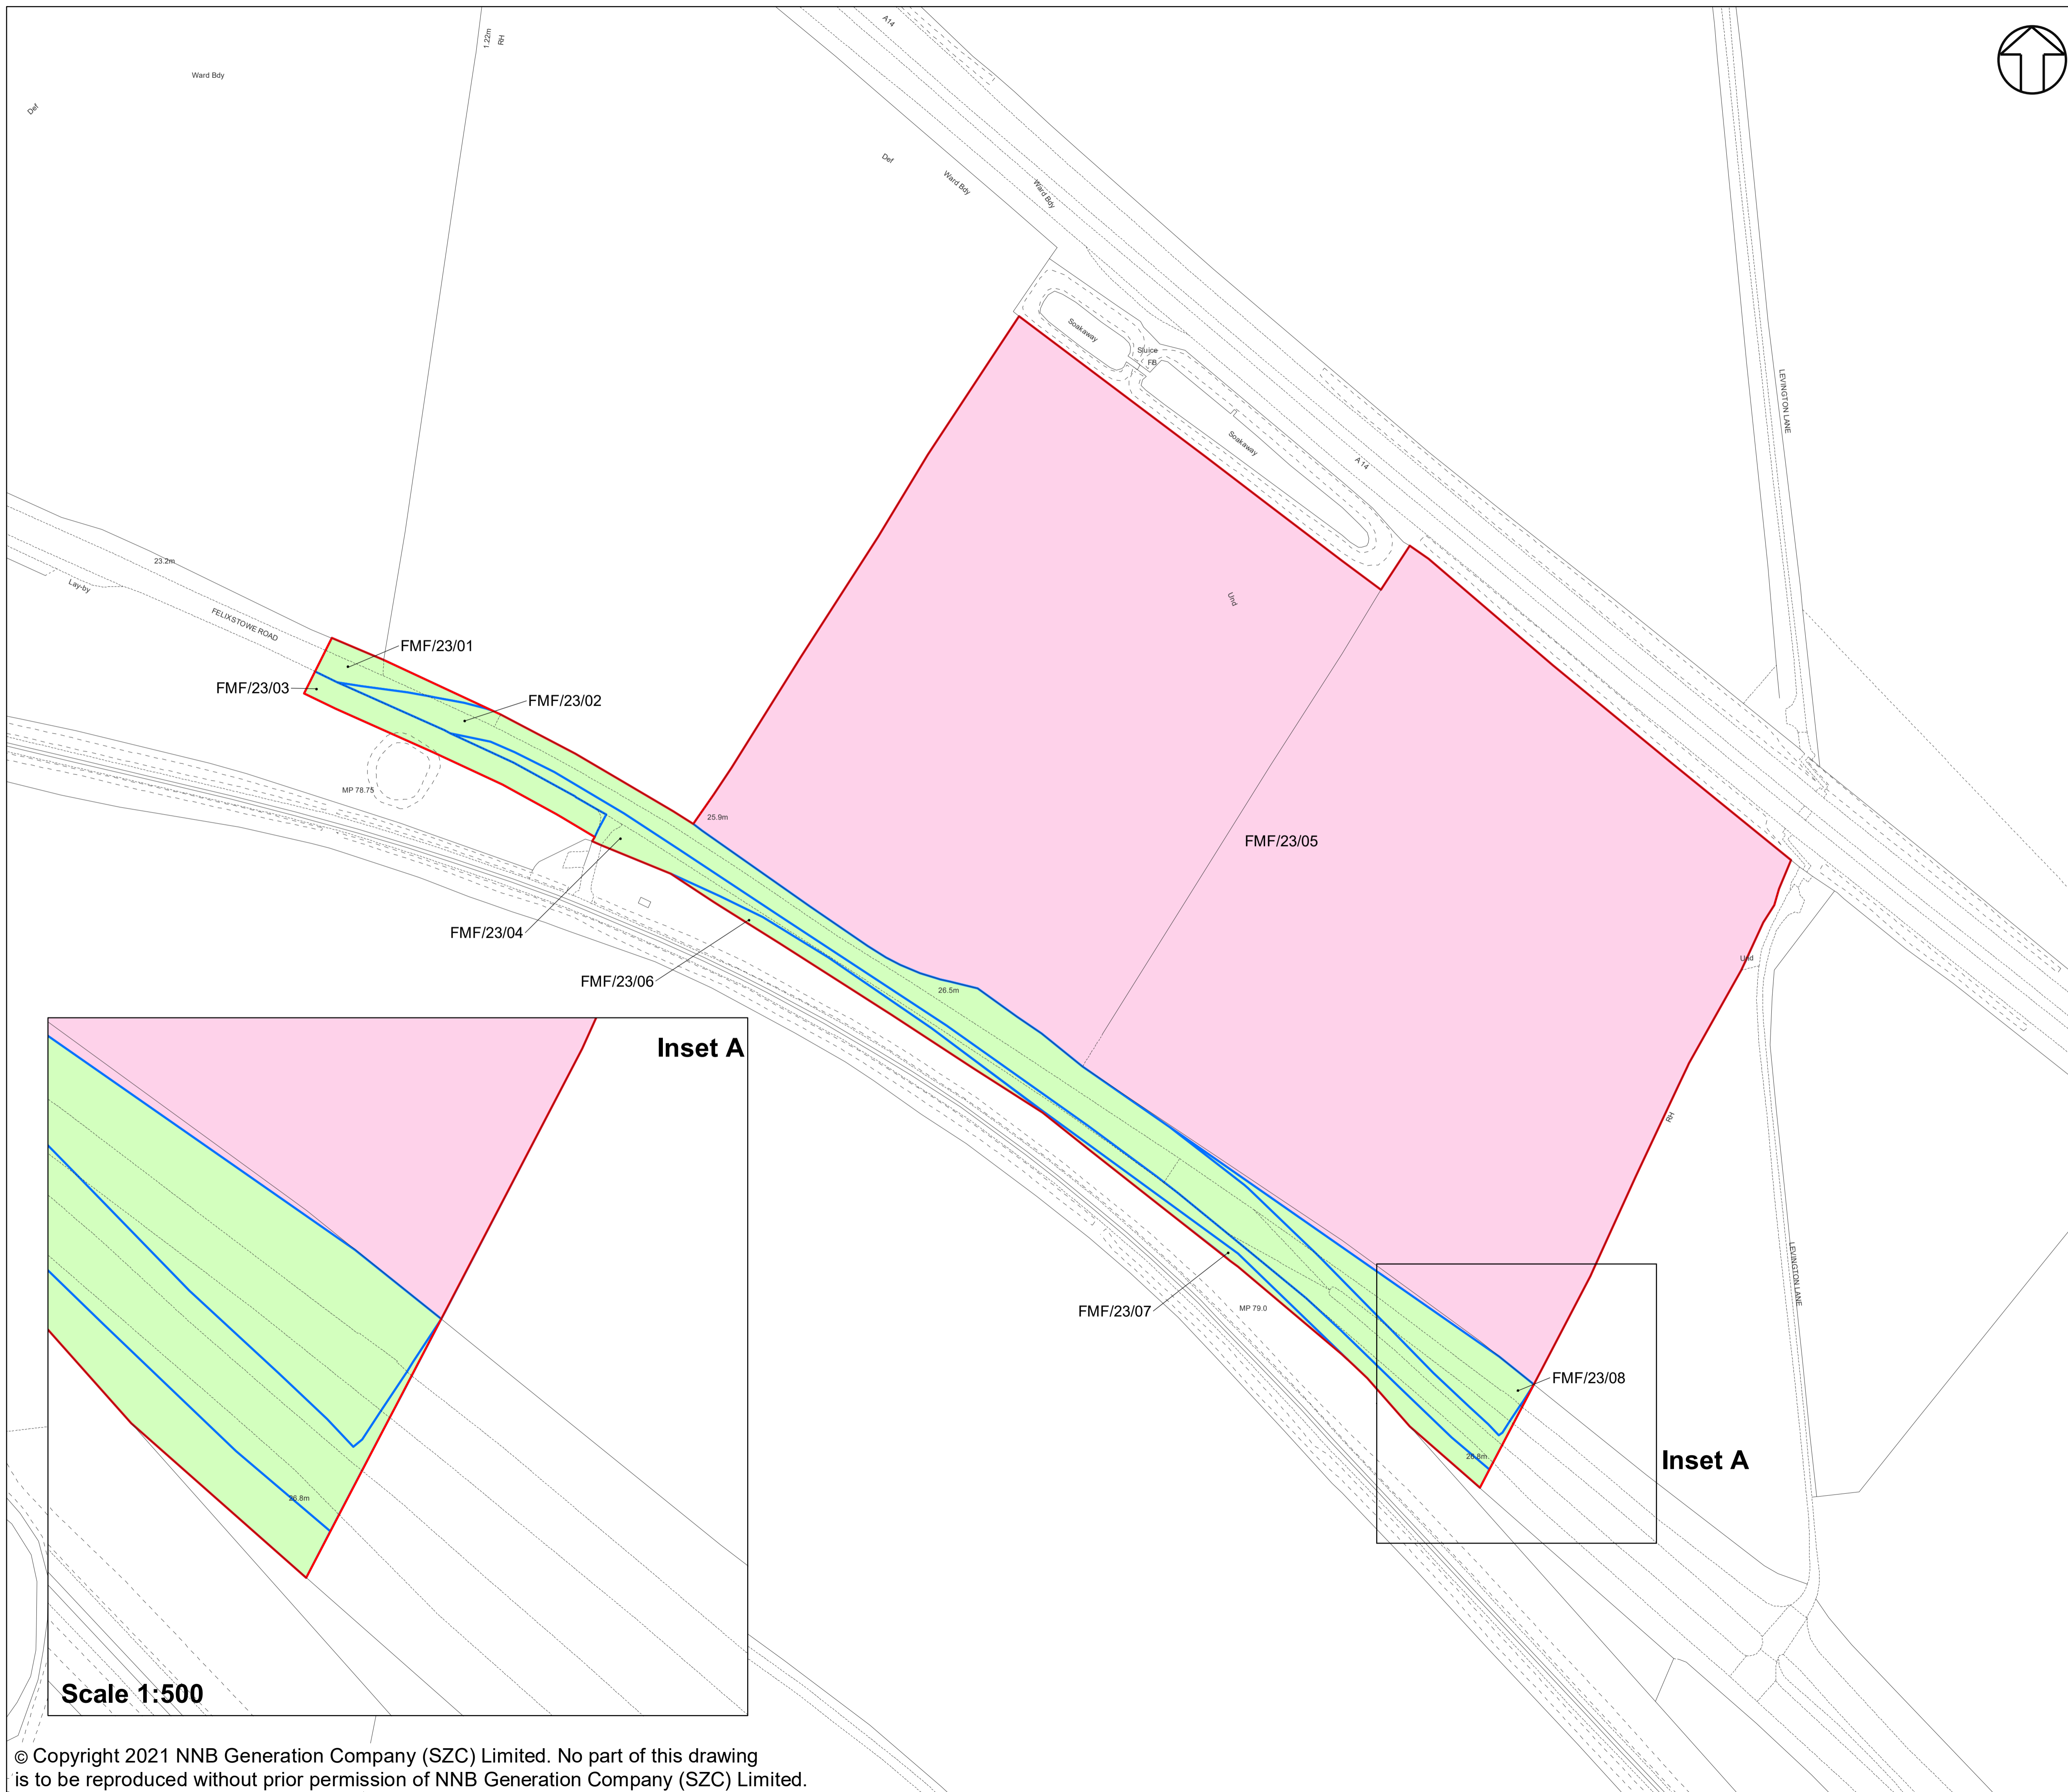 A14
1.22m
RH
Ward Bdy
Def
Def
Ward Bdy
Ward Bdy
Soakaway
Sluice
FB
LEVINGTON LANE
Soakaway
A 14
23.2m
Lay-by
FELIXSTOWE ROAD
Und
FMF/23/01
FMF/23/03
FMF/23/02
MP 78.75
25.9m
FMF/23/05
FMF/23/04
FMF/23/06
26.5m
Und
Inset A
RH
LEVINGTON LANE
FMF/23/07
MP 79.0
FMF/23/08
26.8m
Inset A
26.8m
Scale 1:500
© Copyright 2021 NNB Generation Company (SZC) Limited. No part of this drawing
is to be reproduced without prior permission of NNB Generation Company (SZC) Limited.